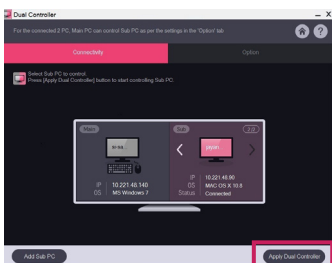 Dual Controller
For the connected 2 PC, Main PC can control Sub PC as per the settings in the 'Option' tab
Connectivity
Option
Select Sub PC to control.
Press [Apply Dual Controller] button to start controlling Sub PC.
Main
Sub
IP 10.221.48.140
OS MS Windows 7
IP 10.221.48.90
OS MAC OS X 10.8
Status Connected
Add Sub PC
Apply Dual Controller